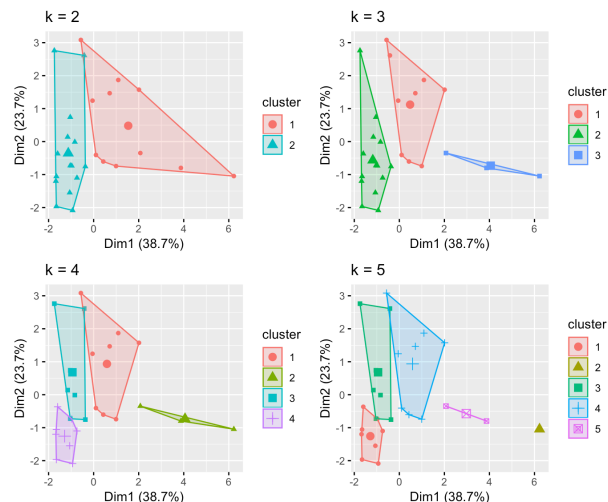 k = 2
3
2
1
0
-1
-2
-2 0 2 4 6
Dim2 (23.7%)
Dim1 (38.7%)
cluster
1
2
k = 3
3
2
1
0
-1
-2
-2 0 2 4 6
Dim2 (23.7%)
Dim1 (38.7%)
cluster
1
2
3
k = 4
3
2
1
0
-1
-2
-2 0 2 4 6
Dim2 (23.7%)
Dim1 (38.7%)
cluster
1
2
3
4
k = 5
3
2
1
0
-1
-2
-2 0 2 4 6
Dim2 (23.7%)
Dim1 (38.7%)
cluster
1
2
3
4
5